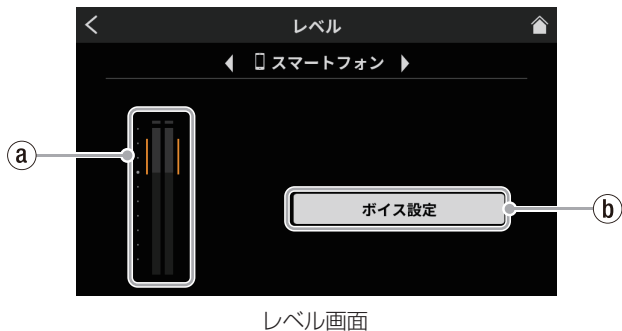 レベル
スマートフォン
ⓐ
ボイス設定
ⓑ
レベル画面